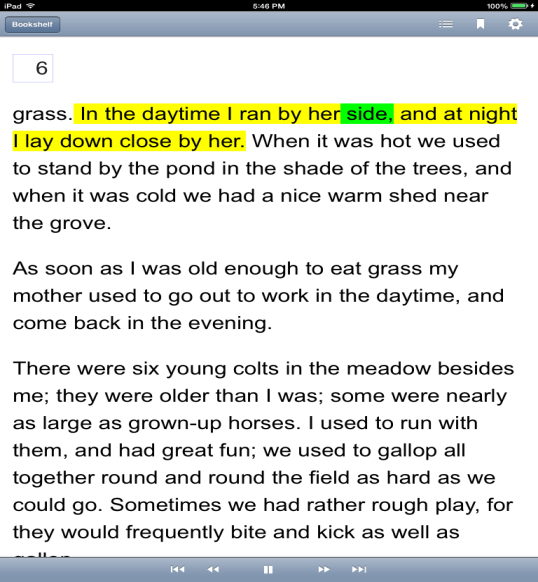 iPad 5:46 PM 100%
Bookshelf
6
grass. In the daytime I ran by her side, and at night
I lay down close by her. When it was hot we used
to stand by the pond in the shade of the trees, and
when it was cold we had a nice warm shed near
the grove.
As soon as I was old enough to eat grass my
mother used to go out to work in the daytime, and
come back in the evening.
There were six young colts in the meadow besides
me; they were older than I was; some were nearly
as large as grown-up horses. I used to run with
them, and had great fun; we used to gallop all
together round and round the field as hard as we
could go. Sometimes we had rather rough play, for
they would frequently bite and kick as well as